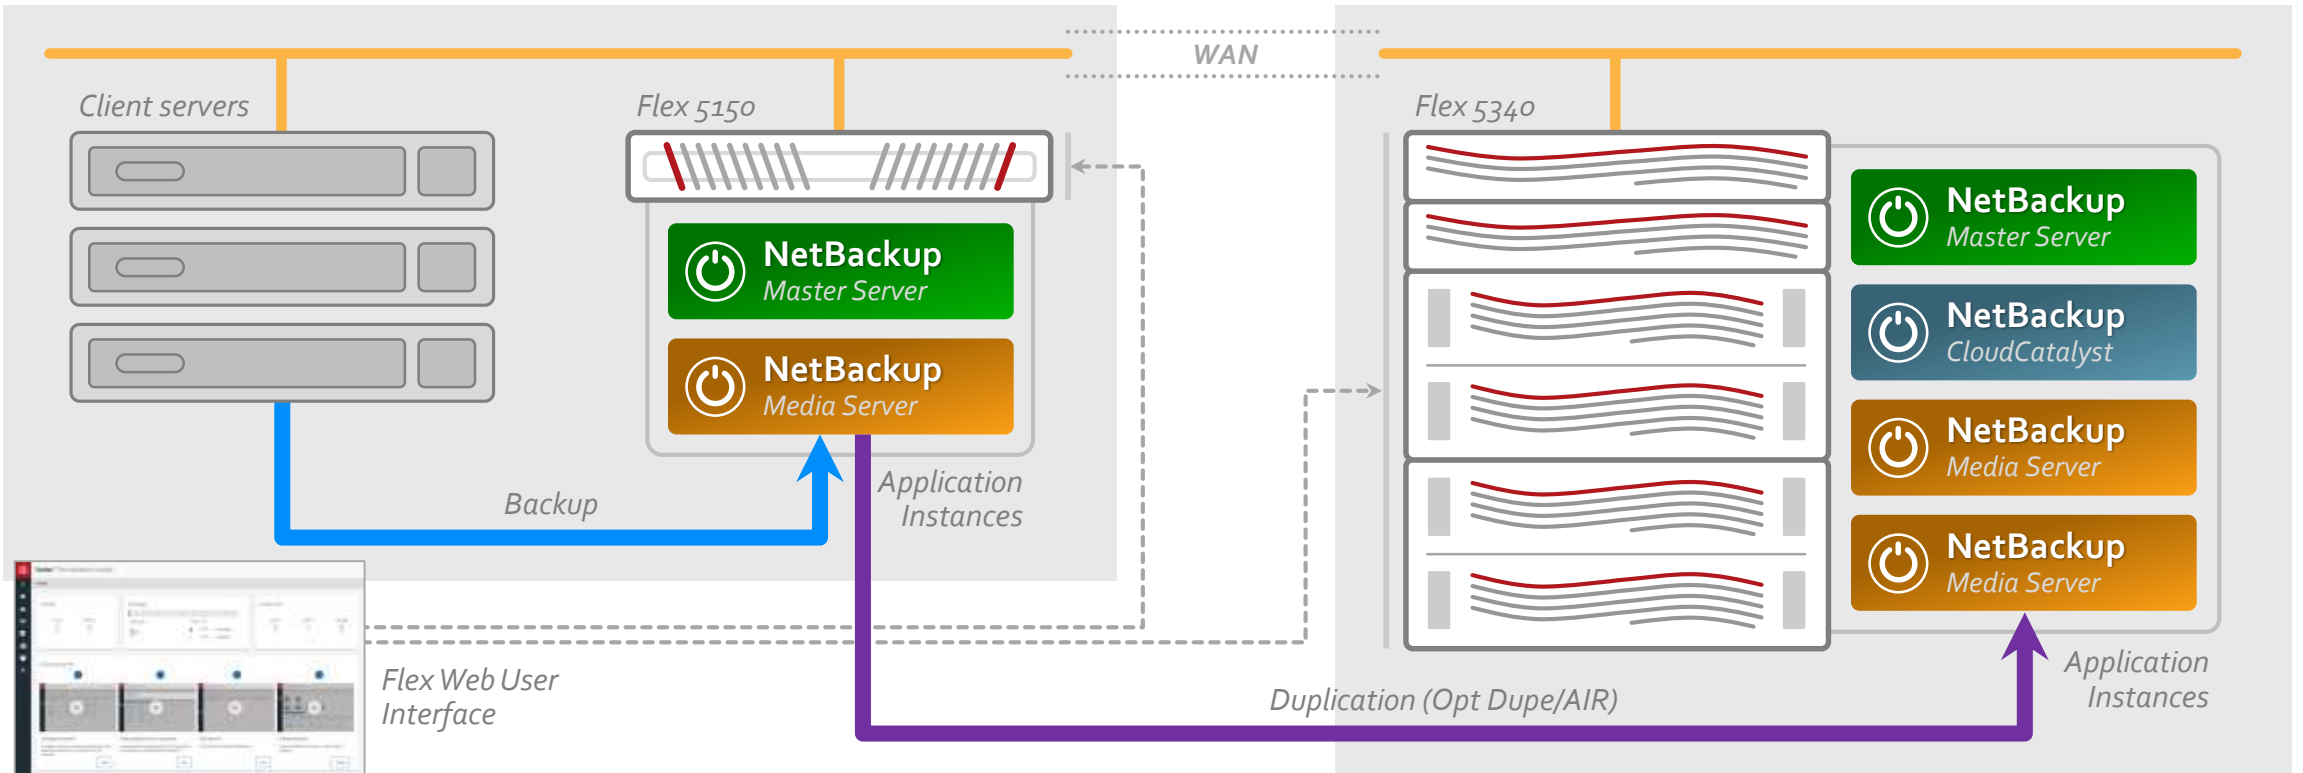 WAN
Client servers
Flex 5150
Flex 5340
NetBackup
Master Server
NetBackup
Media Server
Application
Instances
Backup
NetBackup
Master Server
NetBackup
CloudCatalyst
NetBackup
Media Server
NetBackup
Media Server
Application
Instances
Flex Web User
Interface
Duplication (Opt Dupe/AIR)